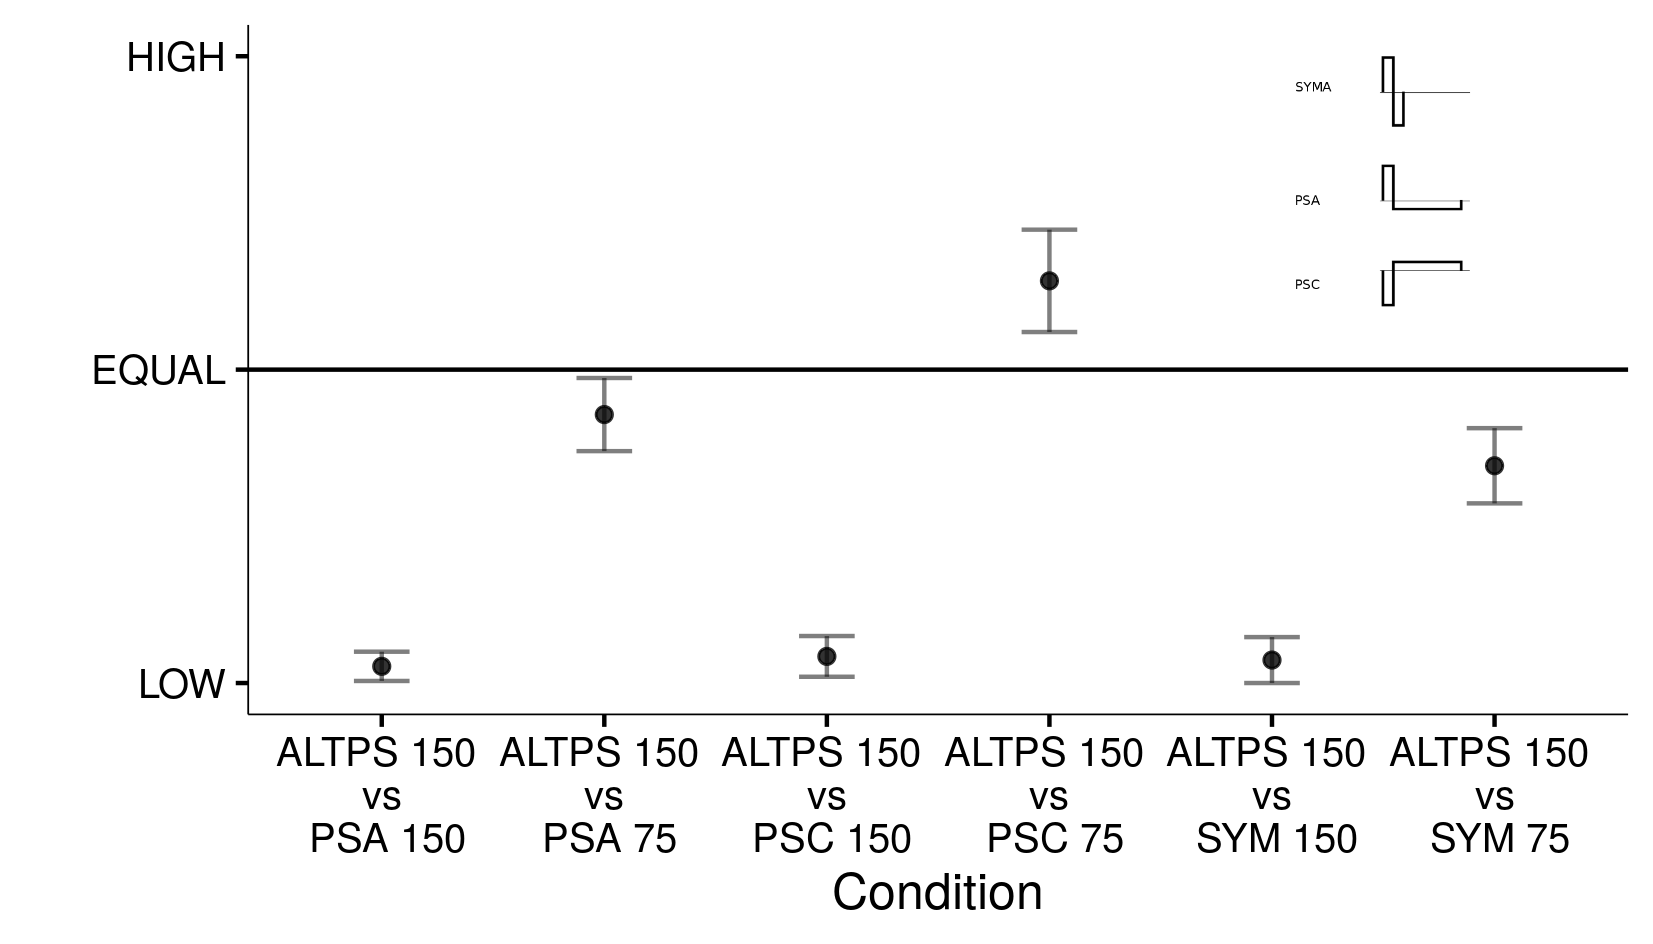 HIGH
EQUAL
LOW
SYMA
PSA
PSC
ALTPS 150
vs
PSA 150
ALTPS 150
vs
PSA 75
ALTPS 150
vs
PSC 150
ALTPS 150
vs
PSC 75
ALTPS 150
vs
SYM 150
ALTPS 150
vs
SYM 75
Condition